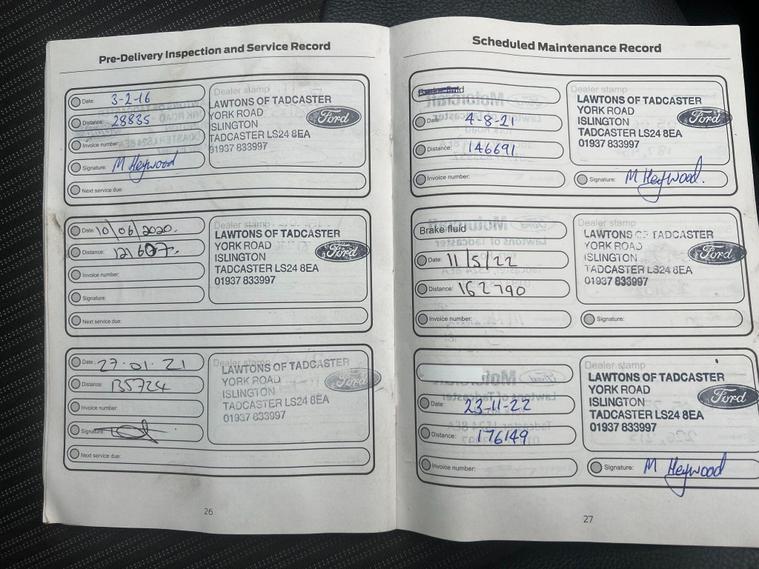 Pre-Delivery Inspection and Service Record
Dealer stamp
Date: 3-2-16
Distance: 28835
Invoice number:
Signature: M Heywood
Next service due:
LAWTONS OF TADCASTER
YORK ROAD
ISLINGTON
TADCASTER LS24 8EA
01937 833997
Ford
Dealer stamp
Date: 10/06/2020.
Distance:
Invoice number:
Signature:
Next service due:
LAWTONS OF TADCASTER
YORK ROAD
ISLINGTON
TADCASTER LS24 8EA
01937 833997
Ford
Dealer stamp
Date: 27.01.21
Distance: 135724
Invoice number:
Signature:
Next service due:
LAWTONS OF TADCASTER
YORK ROAD
ISLINGTON
TADCASTER LS24 8EA
01937 833997
Ford
26
Scheduled Maintenance Record
Dealer stamp
Date: 4-8-21
Distance: 146691
Invoice number:
LAWTONS OF TADCASTER
YORK ROAD
ISLINGTON
TADCASTER LS24 8EA
01937 833997
Ford
Signature: M Heywood.
Brake fluid
Dealer stamp
Date: 11/5/22
Distance: 162790
Invoice number:
LAWTONS OF TADCASTER
YORK ROAD
ISLINGTON
TADCASTER LS24 8EA
01937 833997
Ford
Signature:
Dealer stamp
Date: 23-11-22
Distance: 176149
Invoice number:
LAWTONS OF TADCASTER
YORK ROAD
ISLINGTON
TADCASTER LS24 8EA
01937 833997
Ford
Signature: M Heywood
27